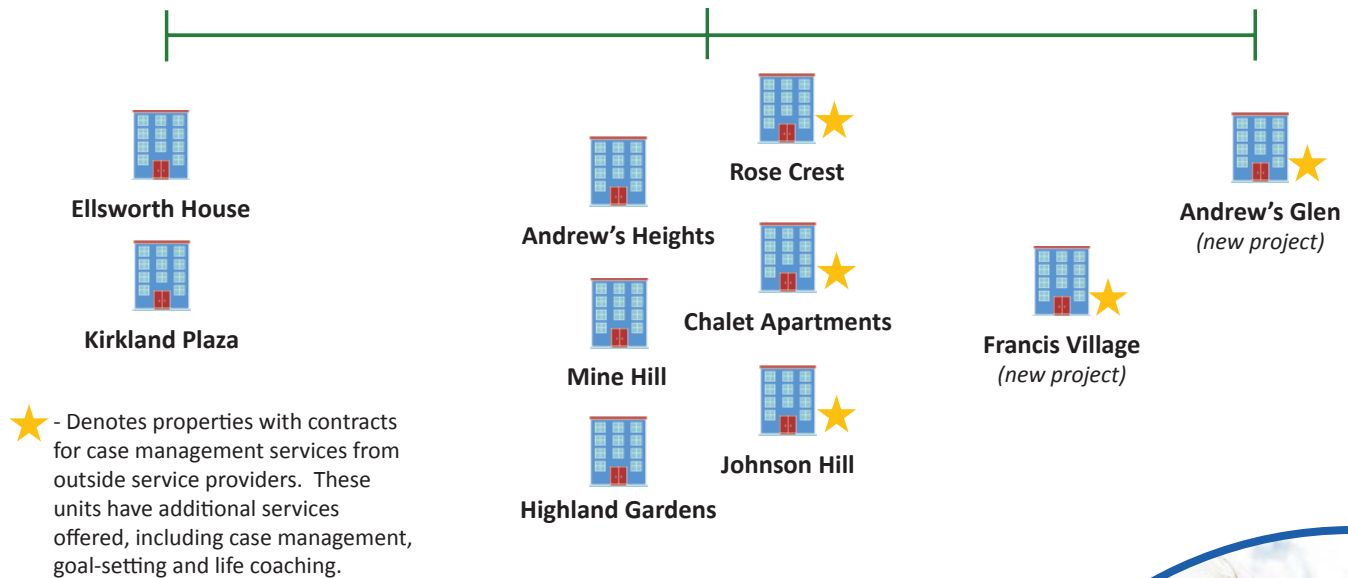 Rose Crest
Ellsworth House
Andrew's Heights
Andrew's Glen
(new project)
Kirkland Plaza
Chalet Apartments
Mine Hill
Francis Village
(new project)
- Denotes properties with contracts
for case management services from
outside service providers.  These
units have additional services
offered, including case management,
goal-setting and life coaching.
Johnson Hill
Highland Gardens